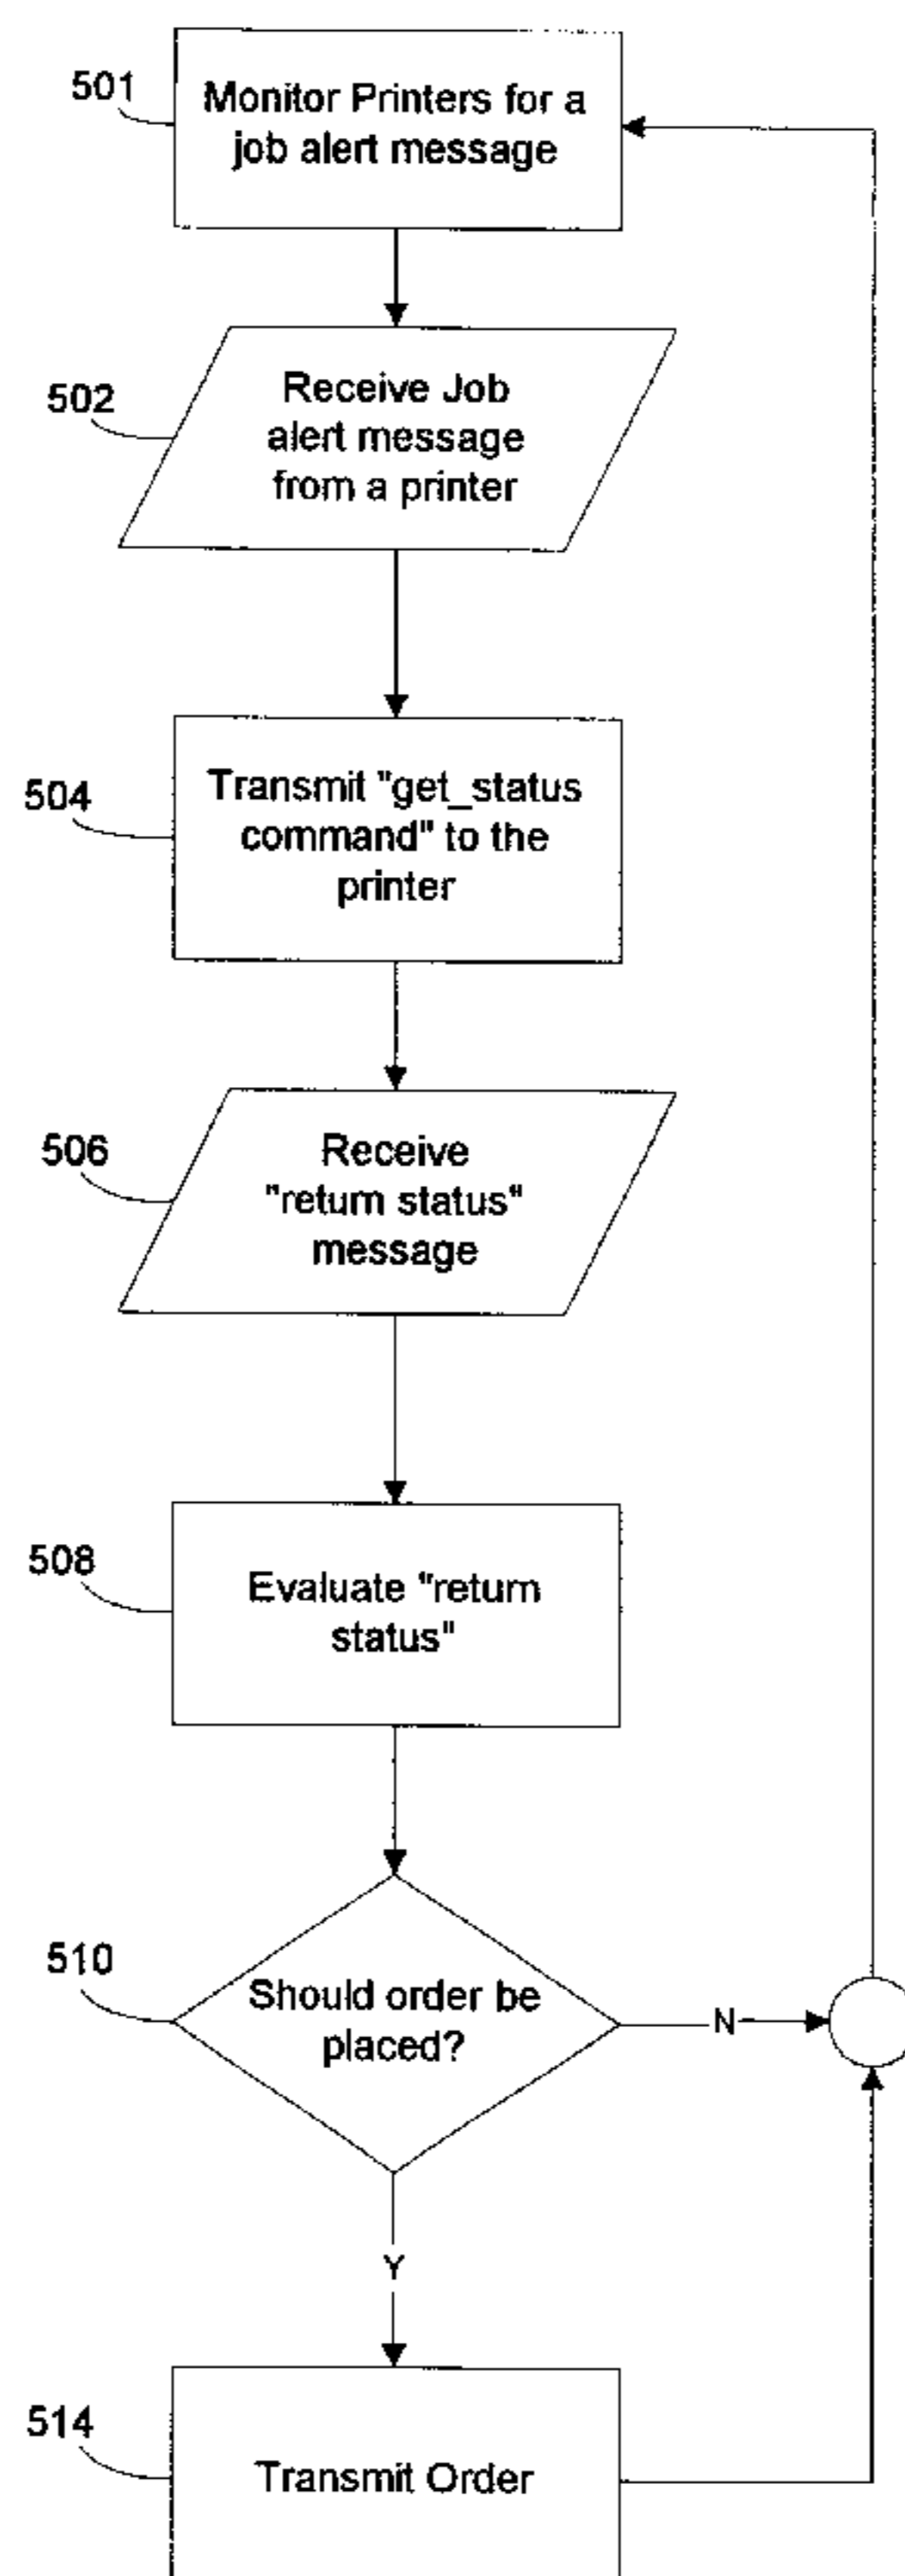 501
Monitor Printers for a
job alert message
502
Receive Job
alert message
from a printer
504
Transmit "get_status
command" to the
printer
506
Receive
"return status"
message
508
Evaluate "return
status"
510
Should order be
placed?
N
Y
514
Transmit Order